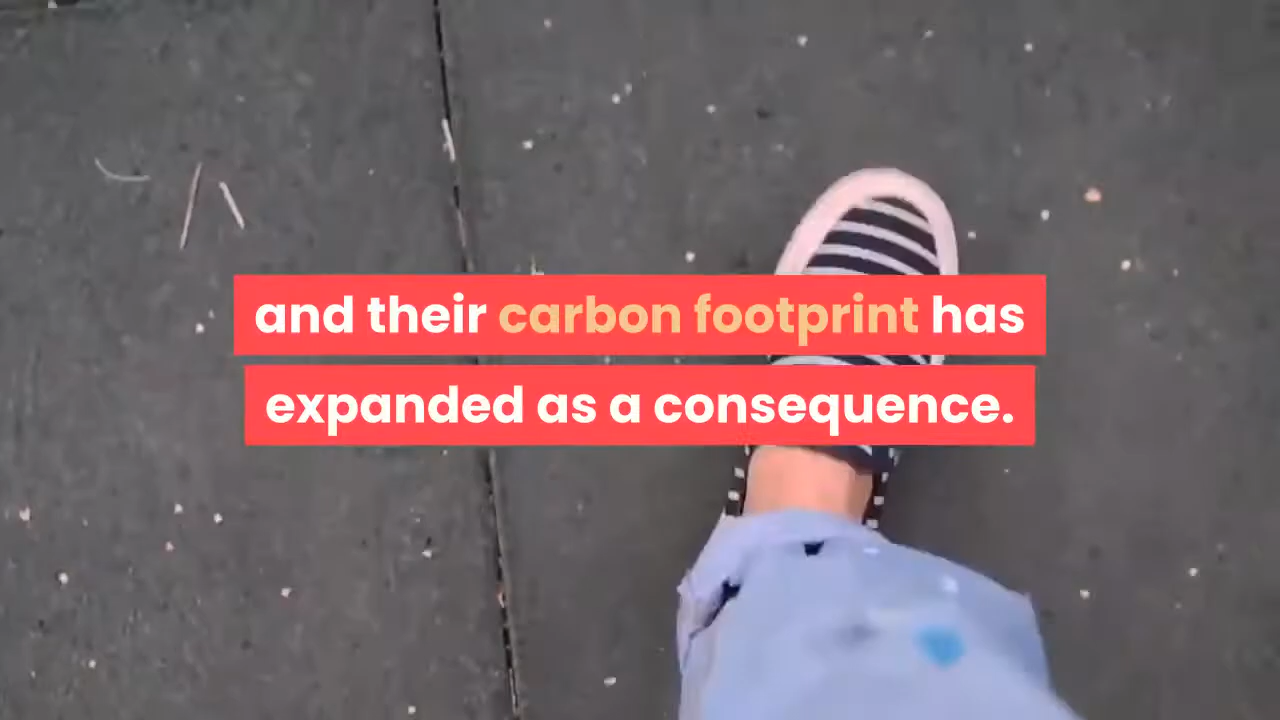 and their carbon footprint has
expanded as a consequence.